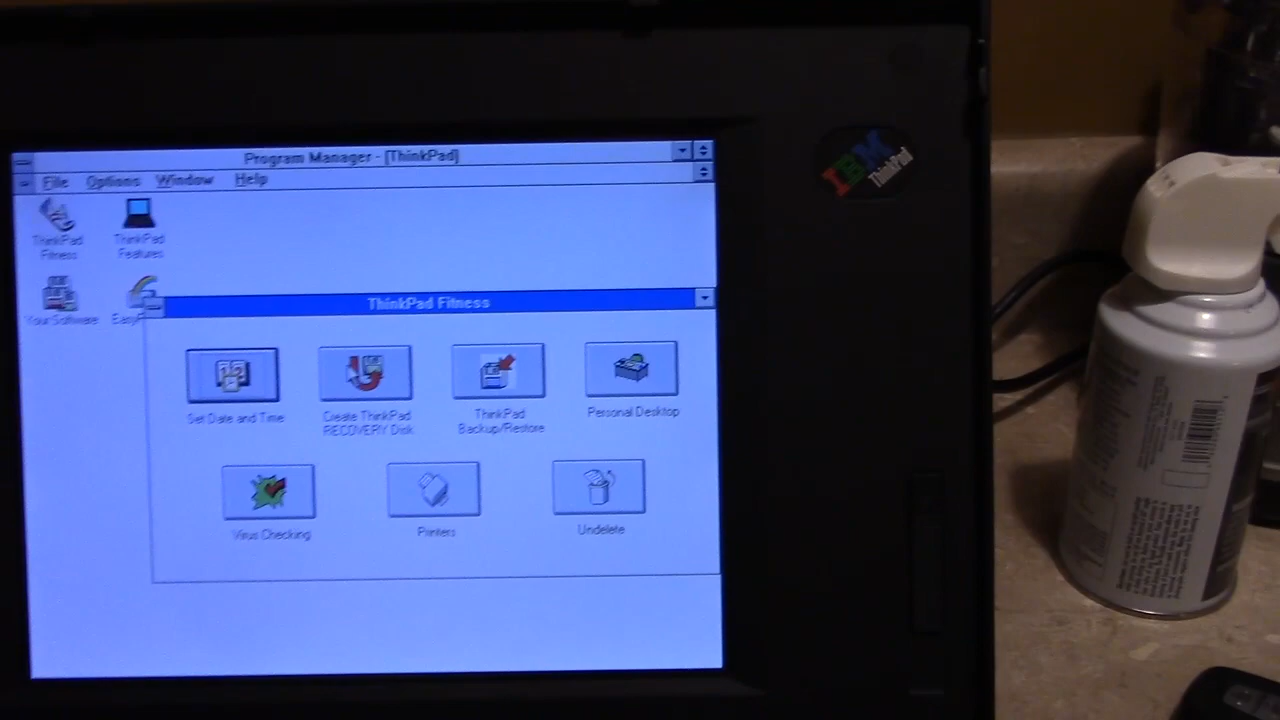 Program Manager - [ThinkPad]
File Options Window Help
IBM
ThinkPad
ThinkPad
Fitness
ThinkPad
Features
Your Software
ThinkPad Fitness
Set Date and Time
Create ThinkPad
RECOVERY Disk
ThinkPad
Backup/Restore
Personal Desktop
Virus Checking
Printers
Undelete